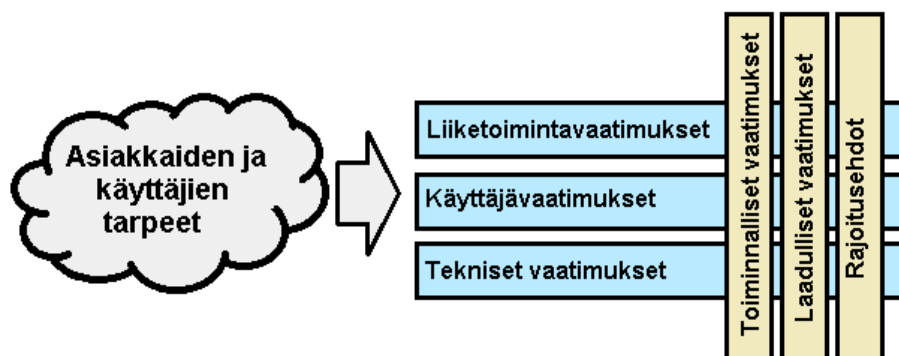 Asiakkaiden ja
käyttäjien
tarpeet
Liiketoimintavaatimukset
Käyttäjävaatimukset
Tekniset vaatimukset
Toiminnalliset vaatimukset
Laadulliset vaatimukset
Rajoitusehdot